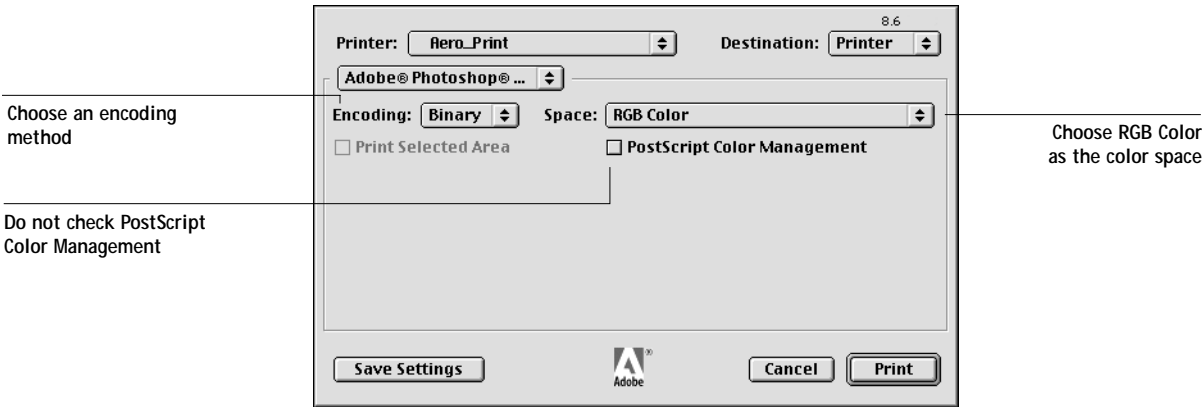 8.6
Printer: Aero_Print Destination: Printer
Adobe® Photoshop® ...
Choose an encoding
method
Encoding: Binary Space: RGB Color
Choose RGB Color
as the color space
Print Selected Area PostScript Color Management
Do not check PostScript
Color Management
Save Settings Adobe® Cancel Print